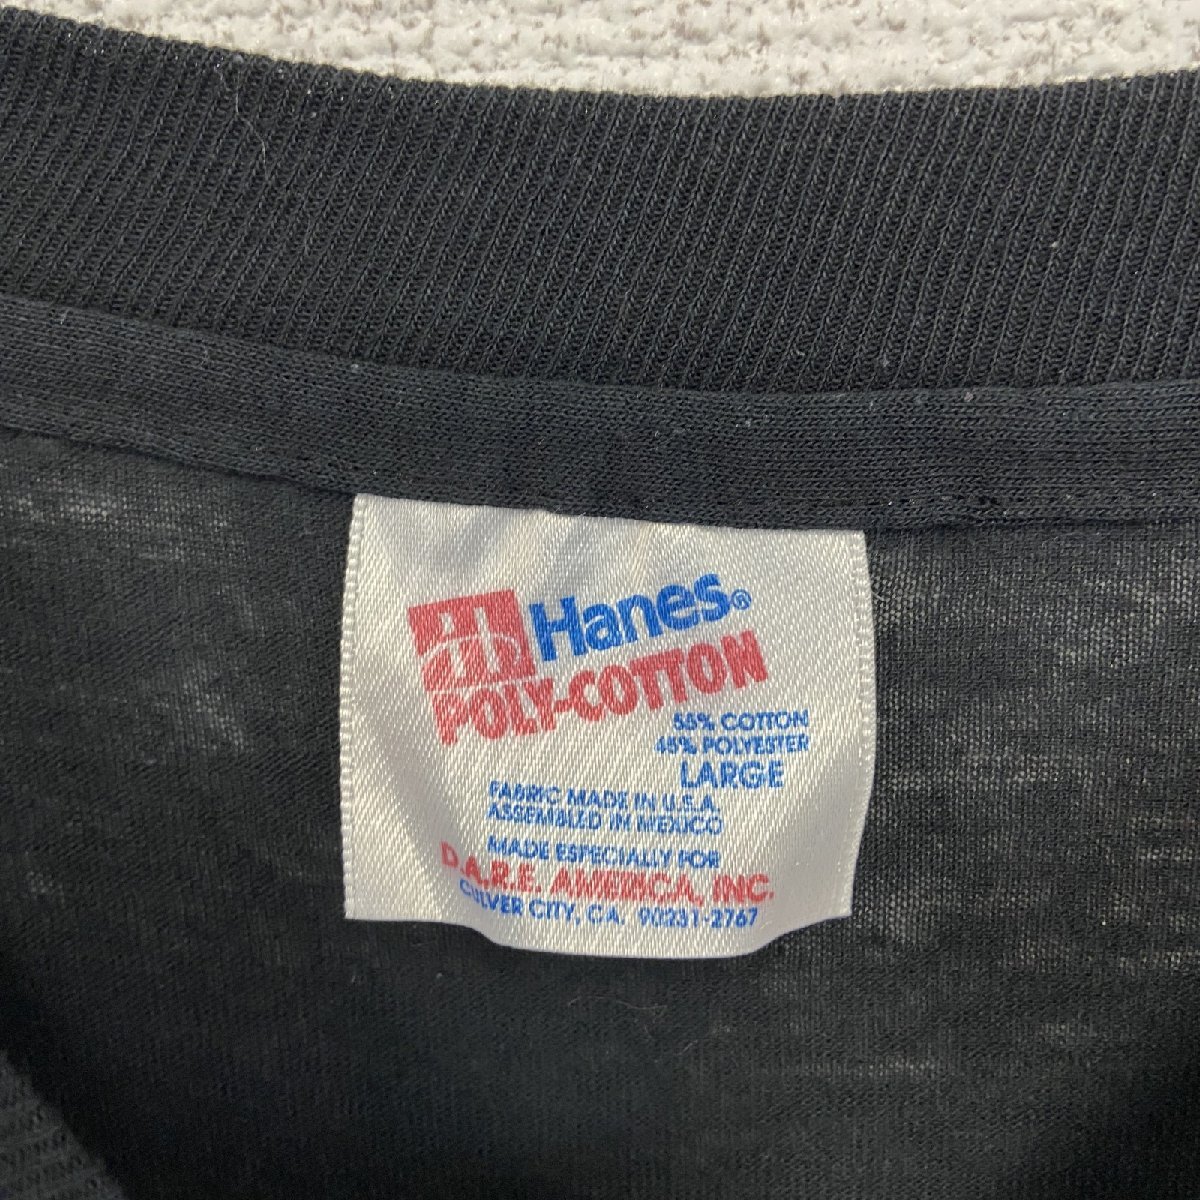 Hanes®
POLY-COTTON
55% COTTON
45% POLYESTER
LARGE
FABRIC MADE IN U.S.A.
ASSEMBLED IN MEXICO
MADE ESPECIALLY FOR
D.A.R.E. AMERICA, INC.
CULVER CITY, CA 90231-2767